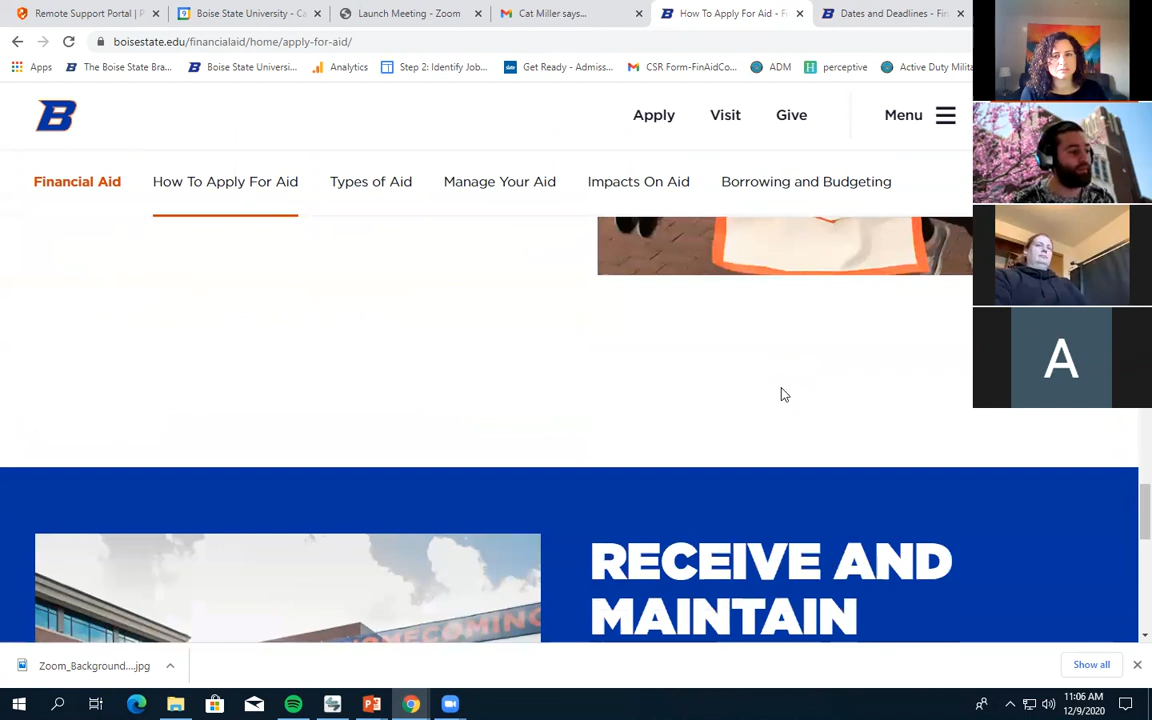 Remote Support Portal | P
Boise State University - Ca
Launch Meeting - Zoom
Cat Miller says...
How To Apply For Aid - Fi
Dates and Deadlines - Fin
boisestate.edu/financialaid/home/apply-for-aid/
Apps
The Boise State Bra...
Boise State Universi...
Analytics
Step 2: Identify Job...
Get Ready - Admiss...
CSR Form-FinAidCo...
ADM
perceptive
Active Duty Milita
B
Apply
Visit
Give
Menu
Financial Aid
How To Apply For Aid
Types of Aid
Manage Your Aid
Impacts On Aid
Borrowing and Budgeting
A
HOMECOMING
RECEIVE AND
MAINTAIN
Zoom_Background....jpg
Show all
11:06 AM
12/9/2020